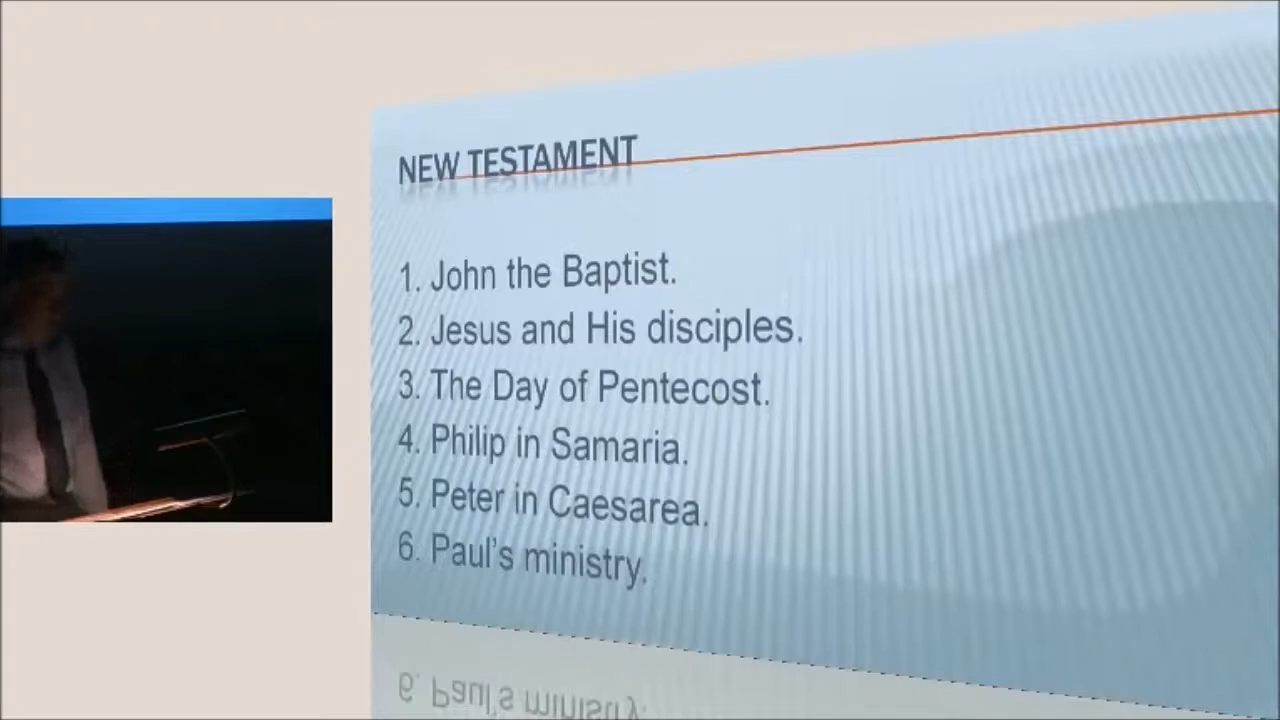 NEW TESTAMENT
1. John the Baptist.
2. Jesus and His disciples.
3. The Day of Pentecost.
4. Philip in Samaria.
5. Peter in Caesarea.
6. Paul's ministry.